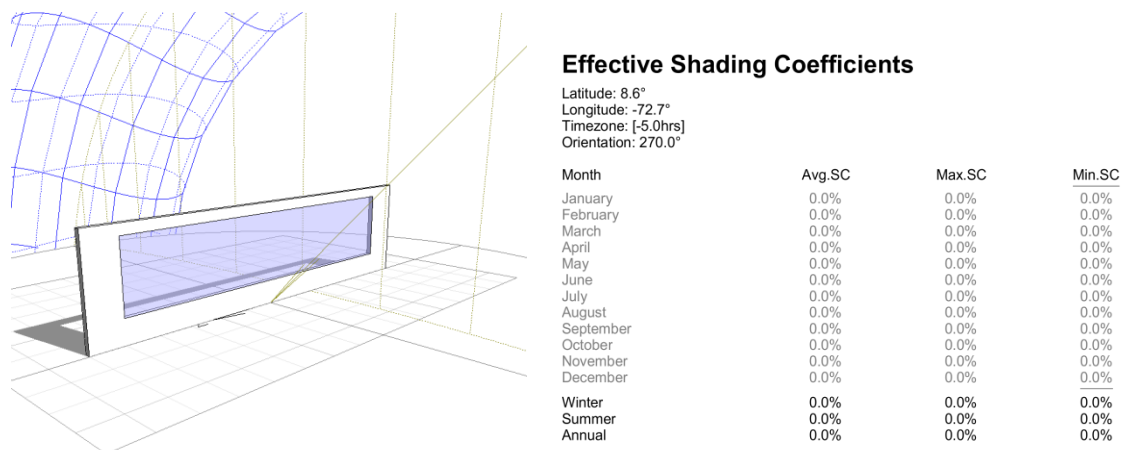 Effective Shading Coefficients
Latitude: 8.6°
Longitude: -72.7°
Timezone: [-5.0hrs]
Orientation: 270.0°
Month Avg.SC Max.SC Min.SC
January 0.0% 0.0% 0.0%
February 0.0% 0.0% 0.0%
March 0.0% 0.0% 0.0%
April 0.0% 0.0% 0.0%
May 0.0% 0.0% 0.0%
June 0.0% 0.0% 0.0%
July 0.0% 0.0% 0.0%
August 0.0% 0.0% 0.0%
September 0.0% 0.0% 0.0%
October 0.0% 0.0% 0.0%
November 0.0% 0.0% 0.0%
December 0.0% 0.0% 0.0%
Winter 0.0% 0.0% 0.0%
Summer 0.0% 0.0% 0.0%
Annual 0.0% 0.0% 0.0%